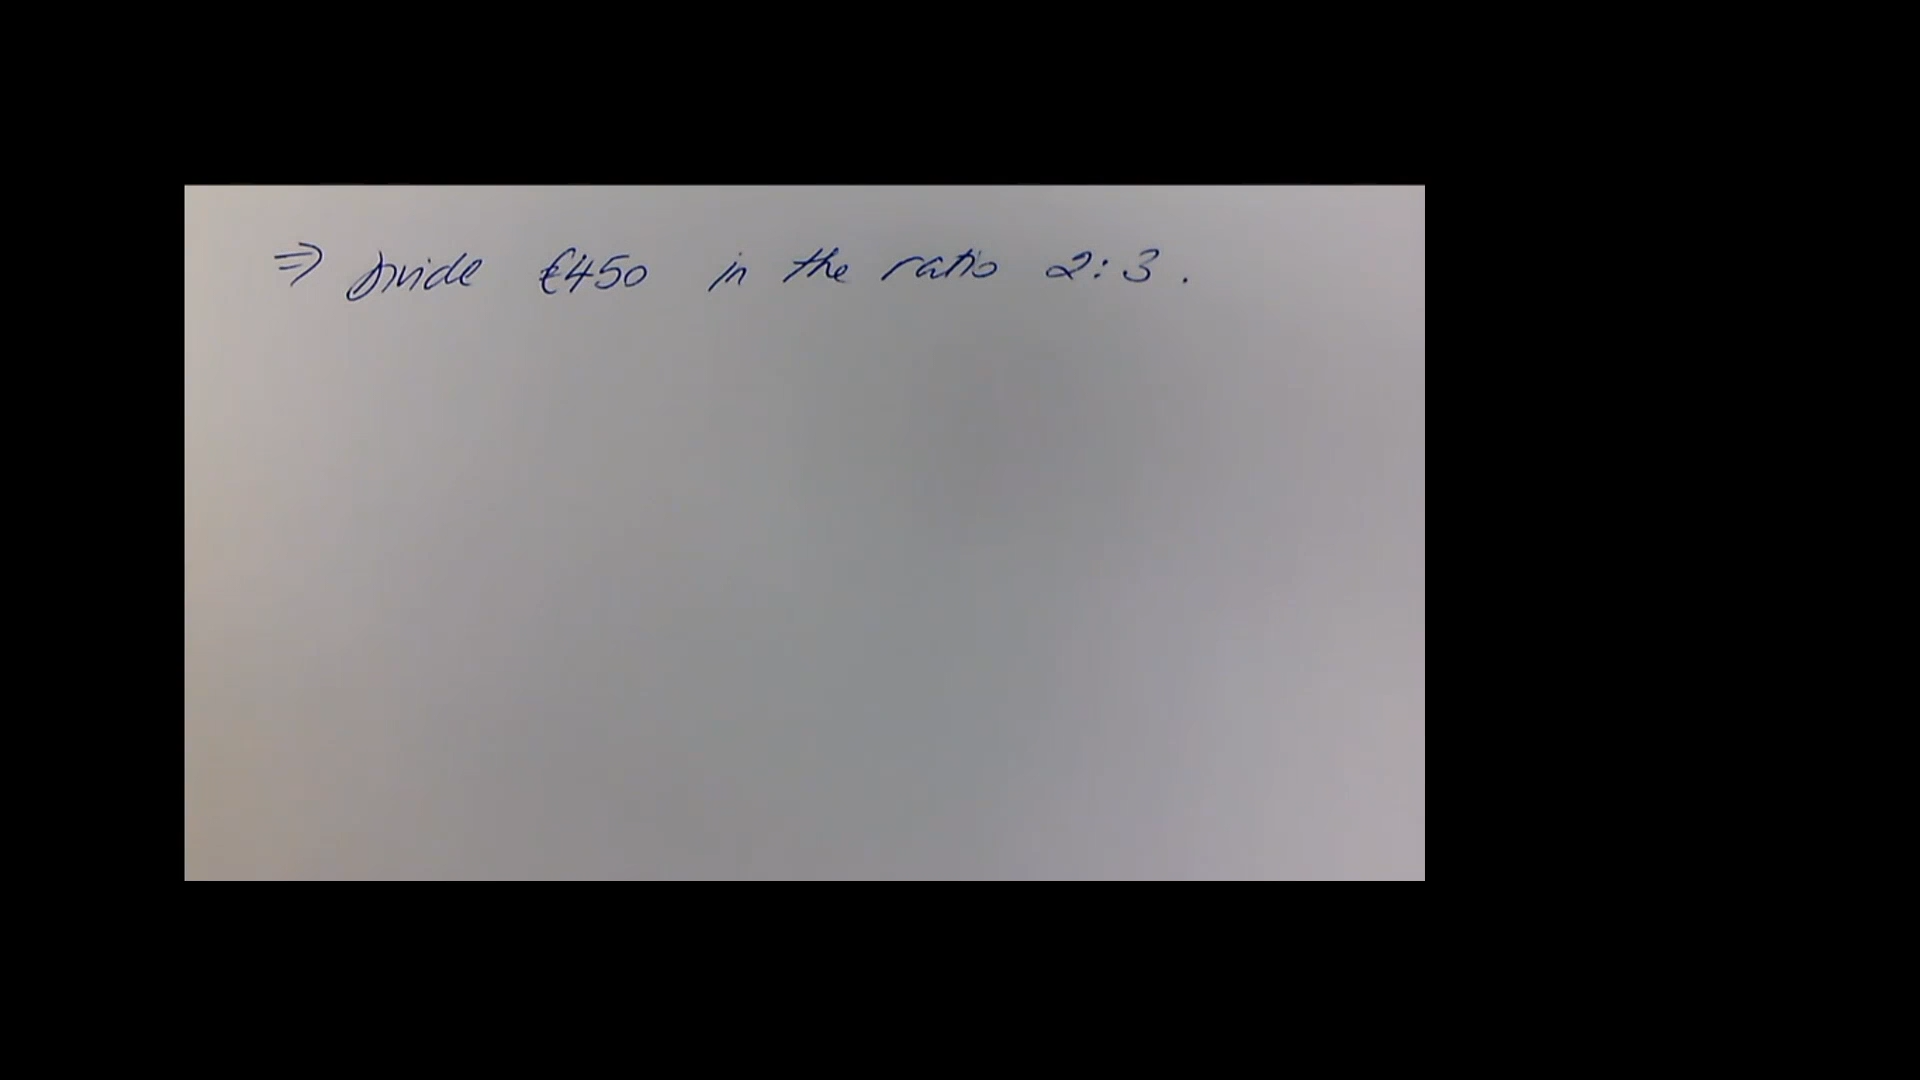 ⇒ Divide €450 in the ratio 2:3.